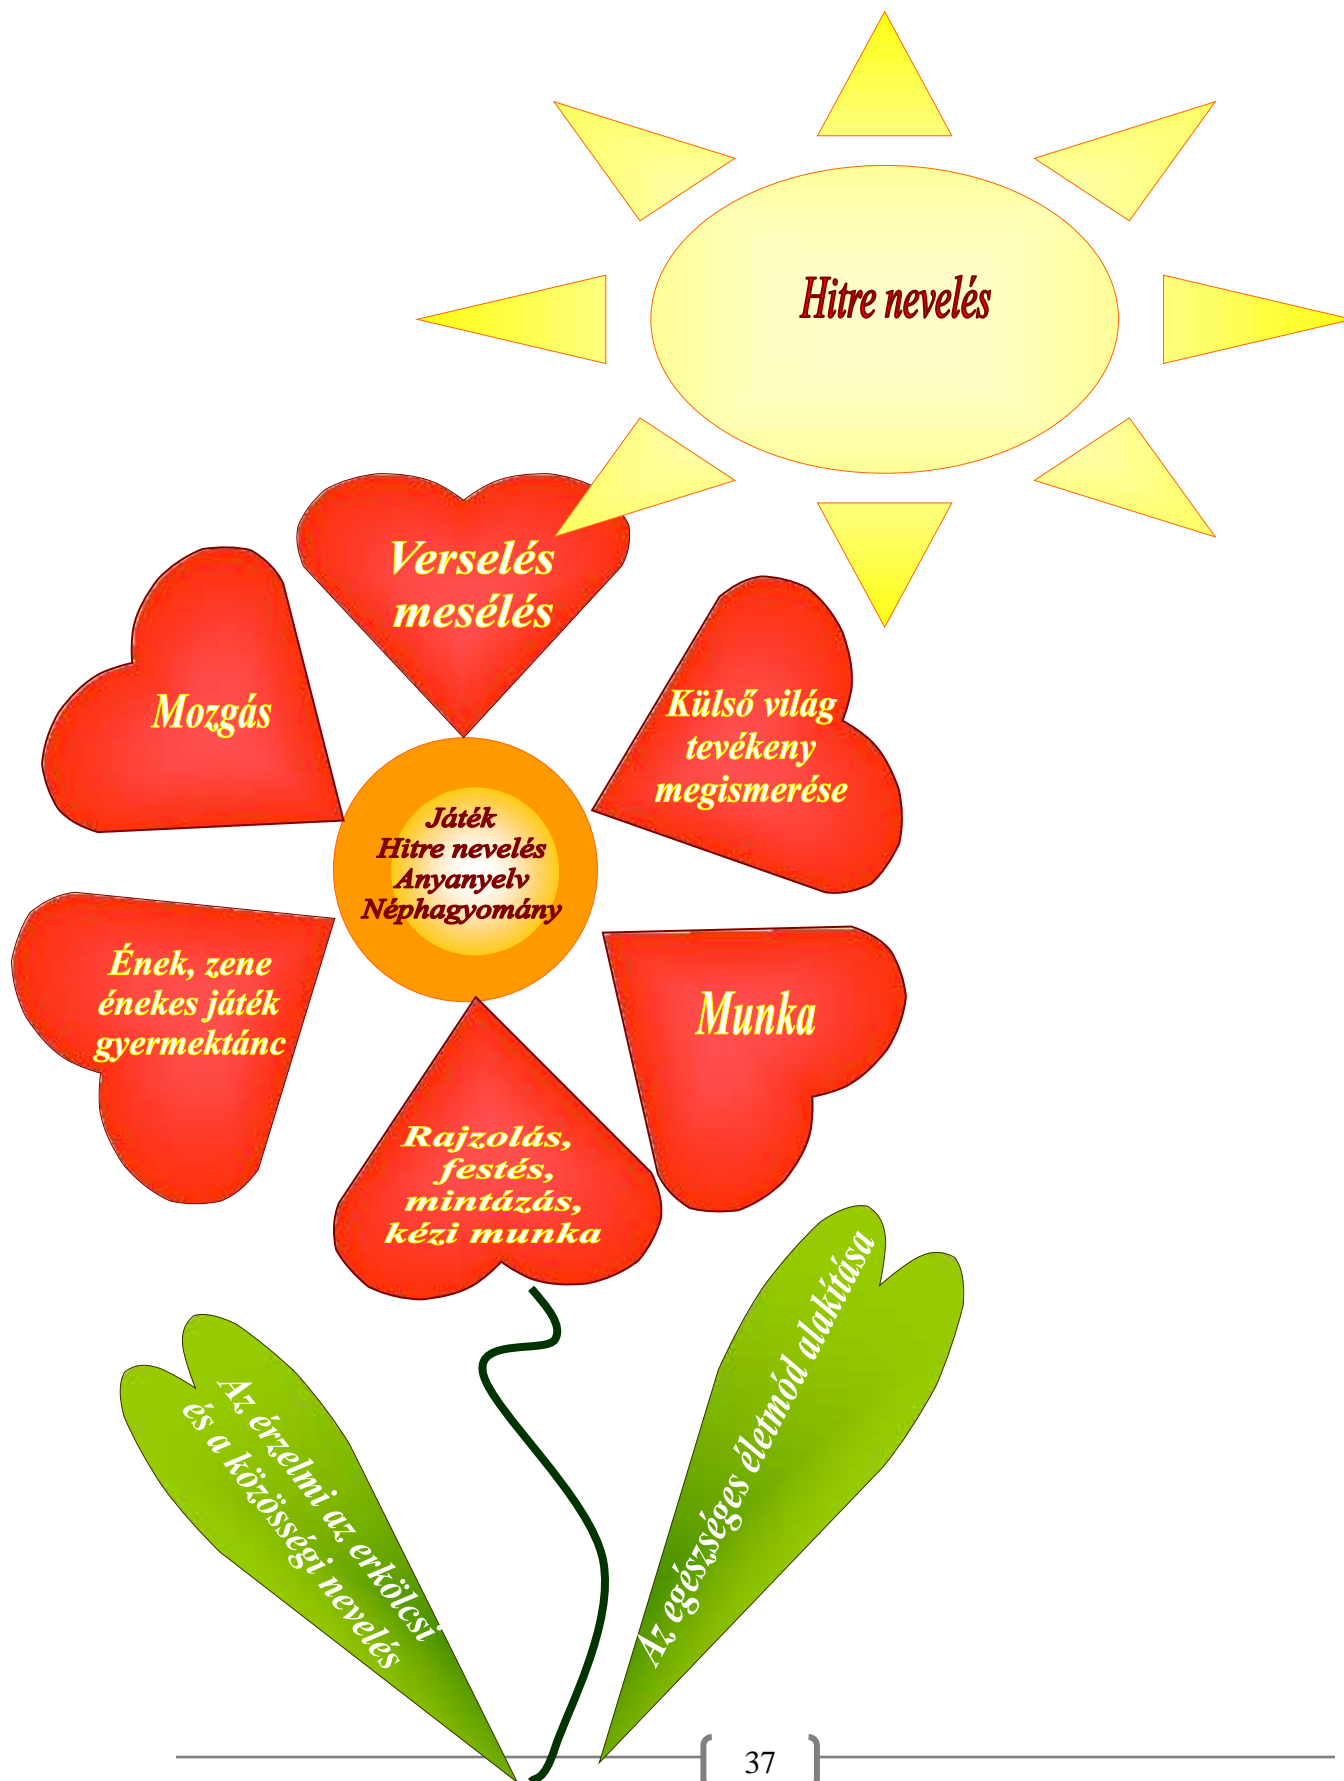 Hitre nevelés
Verselés
mesélés
Mozgás
Külső világ
tevékeny
megismerése
Játék
Hitre nevelés
Anyanyelv
Néphagyomány
Ének, zene
énekes játék
gyermektánc
Munka
Rajzolás,
festés,
mintázás,
kézi munka
Az érzelmi az erkölcsi
és a közösségi nevelés
Az egészséges életmód alakítása
37